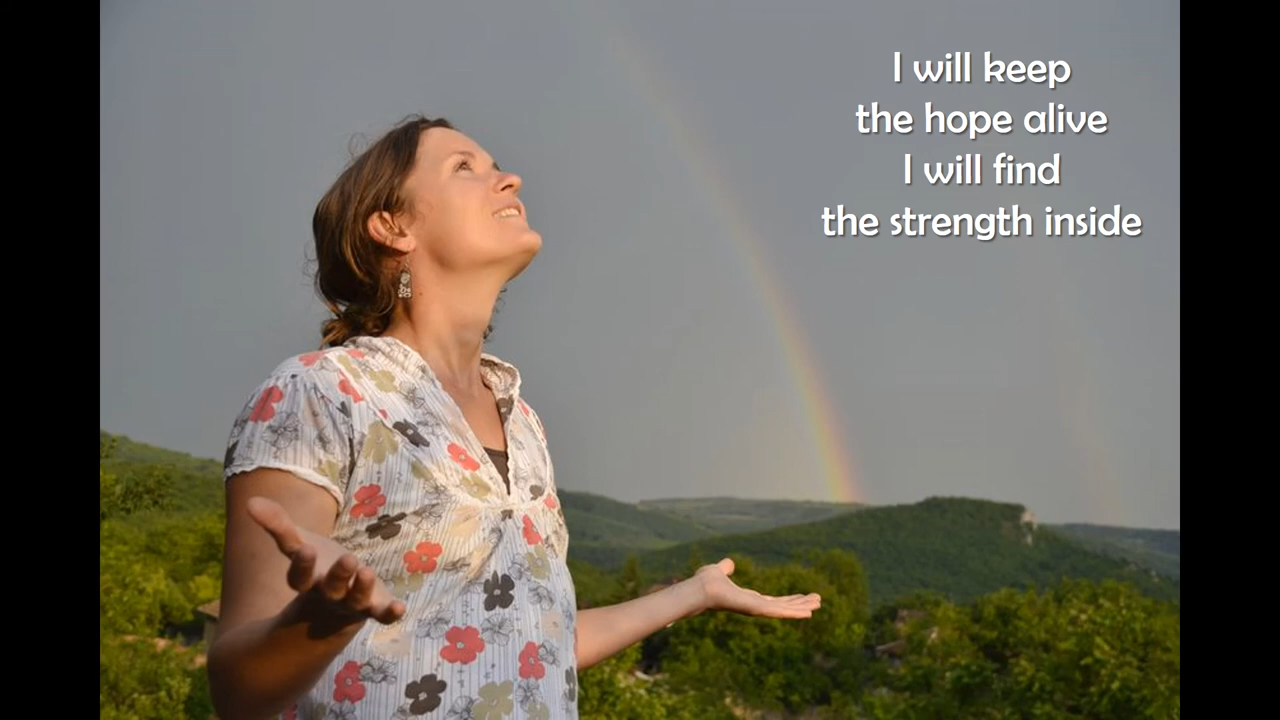 I will keep
the hope alive
I will find
the strength inside